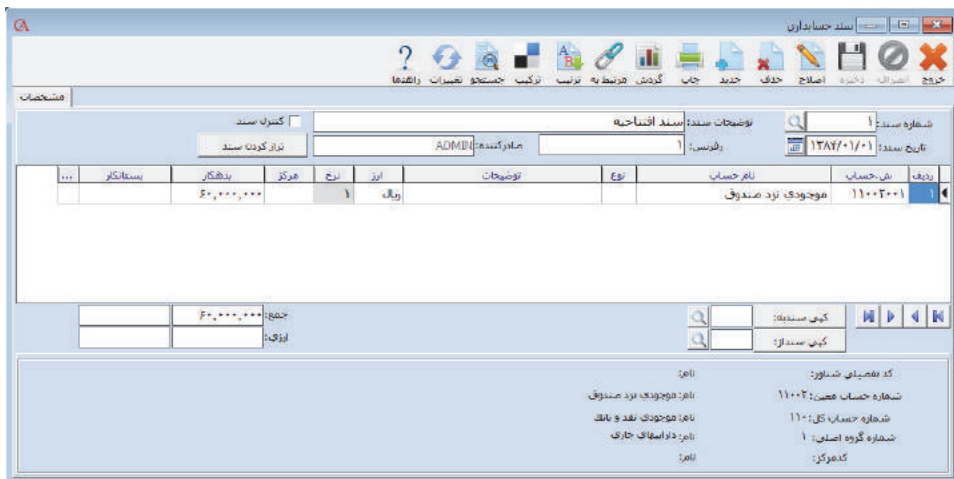 سند حسابداری
خروج انصراف ذخیره اصلاح حذف جدید چاپ گردش مرتبط به ترتیب ترکیب جستجو تغییرات راهنما
مشخصات
شماره سند: ۱ توضیحات سند: سند افتتاحیه کنترل سند
تاریخ سند: ۱۳۸۴/۰۱/۰۱ رفرنس: ۱ صادرکننده: ADMIN تراز کردن سند
ردیف ش.حساب نام حساب نوع توضیحات ارز نرخ مرکز بدهکار بستانکار ...
۱ ۱۱۰۰۲۰۰۱ موجودی نزد صندوق ریال ۱ ۶۰,۰۰۰,۰۰۰
کپی سندبه: جمع: ۶۰,۰۰۰,۰۰۰
کپی سنداز: ارزی:
کد تفصیلی شناور: نام:
شماره حساب معین: ۱۱۰۰۲ نام: موجودی نزد صندوق
شماره حساب کل: ۱۱۰ نام: موجودی نقد و بانک
شماره گروه اصلی: ۱ نام: داراییهای جاری
کدمرکز: نام: